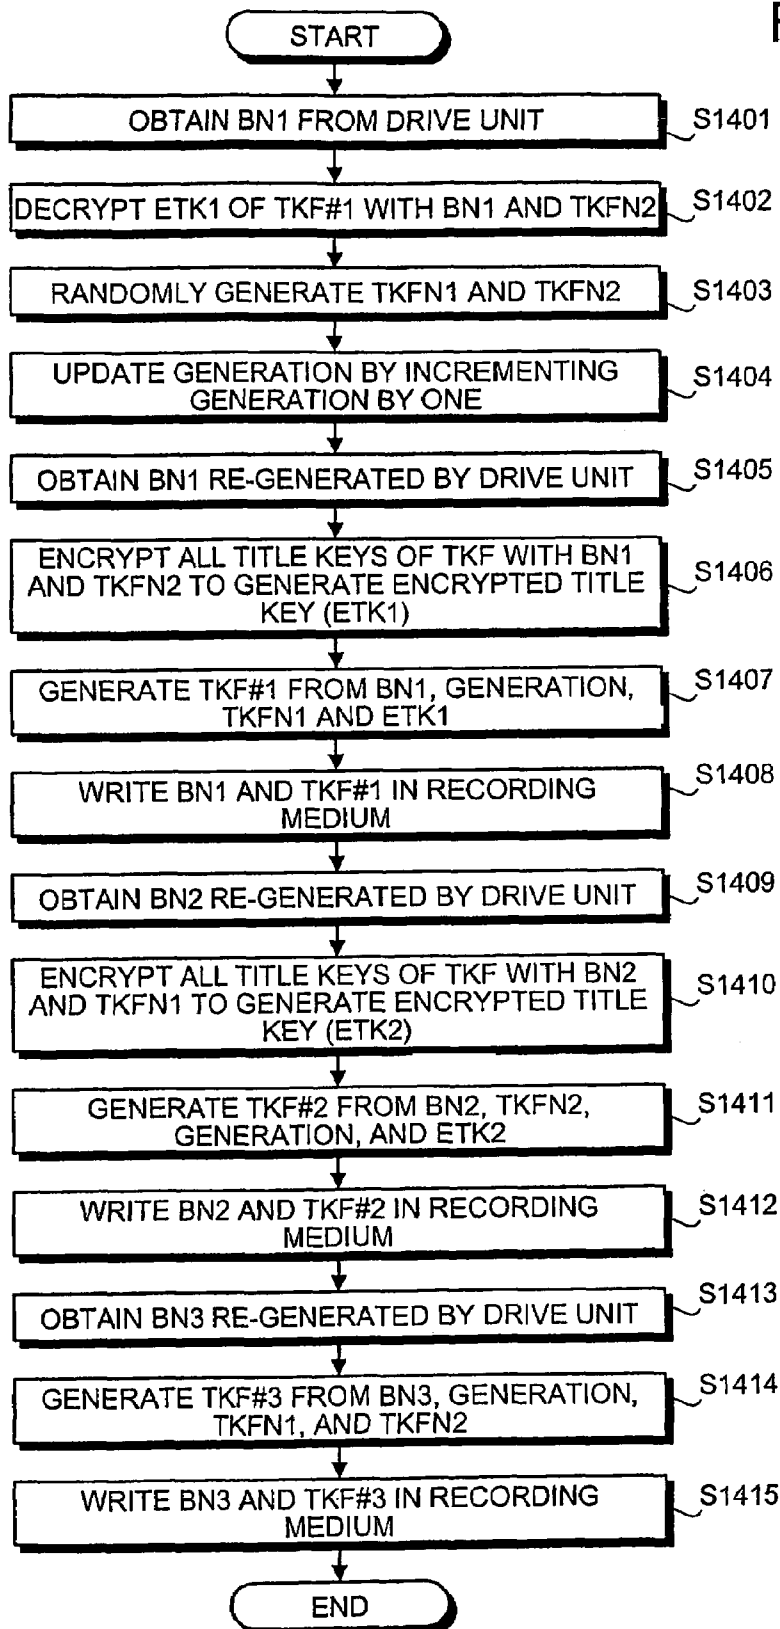 START
OBTAIN BN1 FROM DRIVE UNIT
S1401
DECRYPT ETK1 OF TKF#1 WITH BN1 AND TKFN2
S1402
RANDOMLY GENERATE TKFN1 AND TKFN2
S1403
UPDATE GENERATION BY INCREMENTING
GENERATION BY ONE
S1404
OBTAIN BN1 RE-GENERATED BY DRIVE UNIT
S1405
ENCRYPT ALL TITLE KEYS OF TKF WITH BN1
AND TKFN2 TO GENERATE ENCRYPTED TITLE
KEY (ETK1)
S1406
GENERATE TKF#1 FROM BN1, GENERATION,
TKFN1 AND ETK1
S1407
WRITE BN1 AND TKF#1 IN RECORDING
MEDIUM
S1408
OBTAIN BN2 RE-GENERATED BY DRIVE UNIT
S1409
ENCRYPT ALL TITLE KEYS OF TKF WITH BN2
AND TKFN1 TO GENERATE ENCRYPTED TITLE
KEY (ETK2)
S1410
GENERATE TKF#2 FROM BN2, TKFN2,
GENERATION, AND ETK2
S1411
WRITE BN2 AND TKF#2 IN RECORDING
MEDIUM
S1412
OBTAIN BN3 RE-GENERATED BY DRIVE UNIT
S1413
GENERATE TKF#3 FROM BN3, GENERATION,
TKFN1, AND TKFN2
S1414
WRITE BN3 AND TKF#3 IN RECORDING
MEDIUM
S1415
END